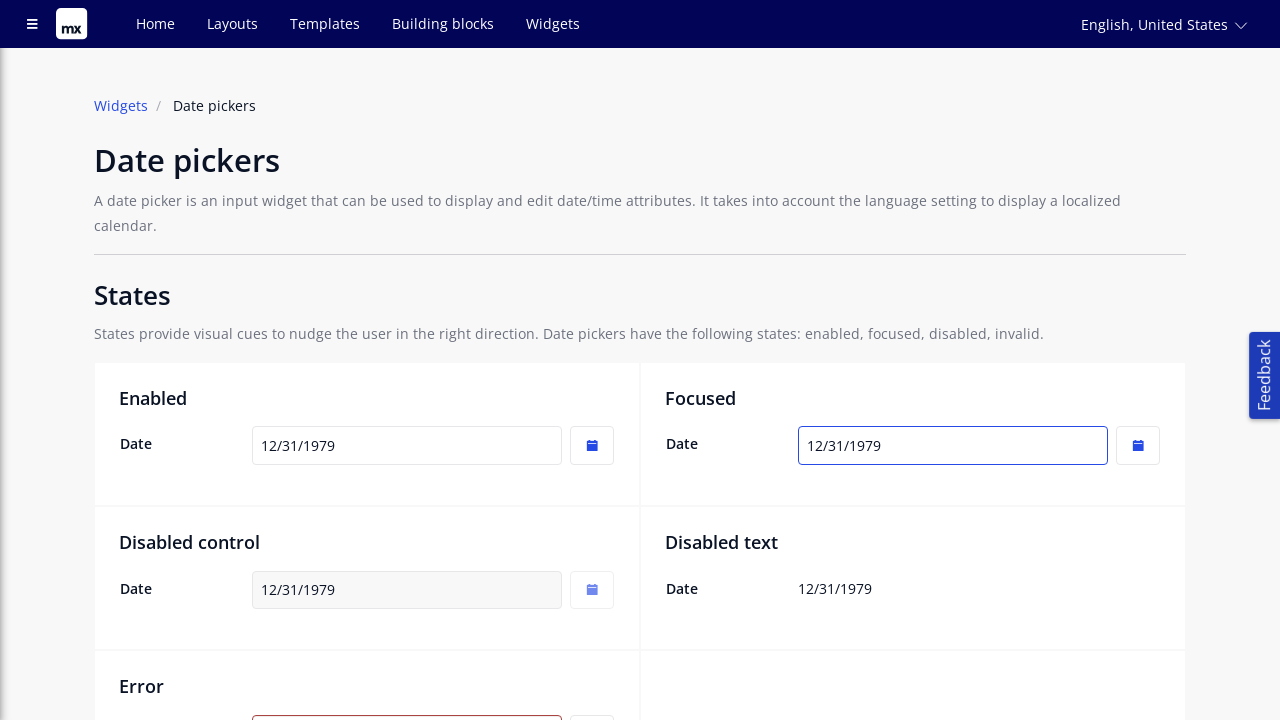 mx
Home Layouts Templates Building blocks Widgets
English, United States
Widgets / Date pickers
Date pickers
A date picker is an input widget that can be used to display and edit date/time attributes. It takes into account the language setting to display a localized
calendar.
States
States provide visual cues to nudge the user in the right direction. Date pickers have the following states: enabled, focused, disabled, invalid.
Feedback
Enabled
Date 12/31/1979
Focused
Date 12/31/1979
Disabled control
Date 12/31/1979
Disabled text
Date 12/31/1979
Error